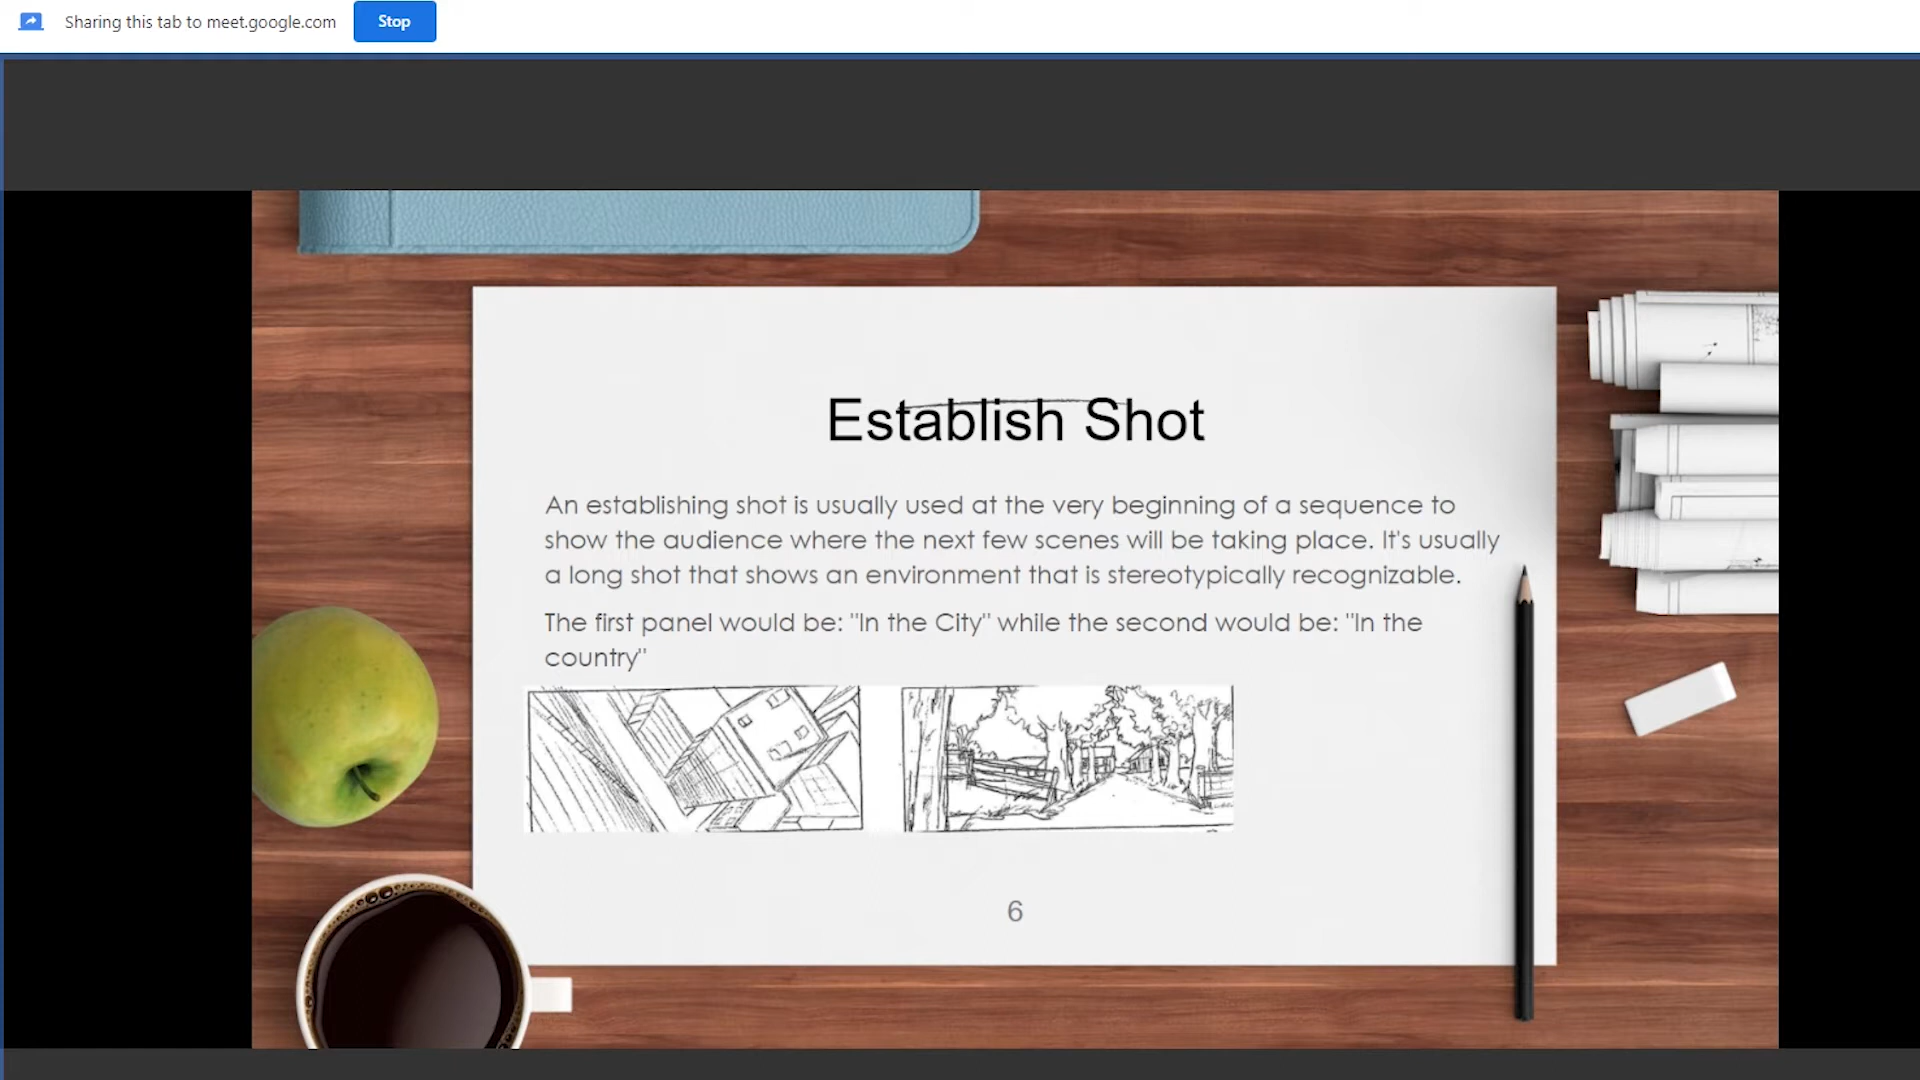 Sharing this tab to meet.google.com
Stop
Establish Shot
An establishing shot is usually used at the very beginning of a sequence to
show the audience where the next few scenes will be taking place. It's usually
a long shot that shows an environment that is stereotypically recognizable.
The first panel would be: "In the City" while the second would be: "In the
country"
6